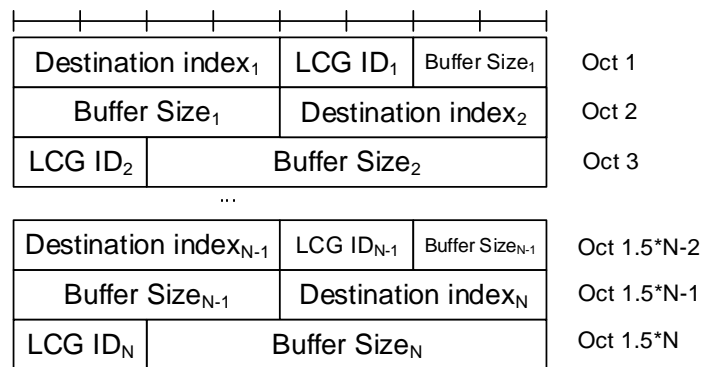 Destination index1 LCG ID1 Buffer Size1 Oct 1
Buffer Size1 Destination index2 Oct 2
LCG ID2 Buffer Size2 Oct 3
...
Destination indexN-1 LCG IDN-1 Buffer SizeN-1 Oct 1.5*N-2
Buffer SizeN-1 Destination indexN Oct 1.5*N-1
LCG IDN Buffer SizeN Oct 1.5*N